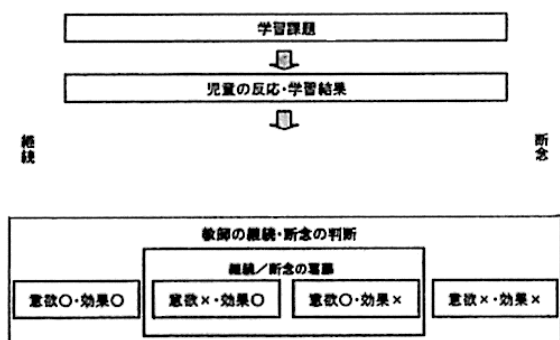 学習課題
児童の反応・学習結果
継続
断念
教師の継続・断念の判断
継続／断念の葛藤
意欲○・効果○
意欲×・効果○
意欲○・効果×
意欲×・効果×